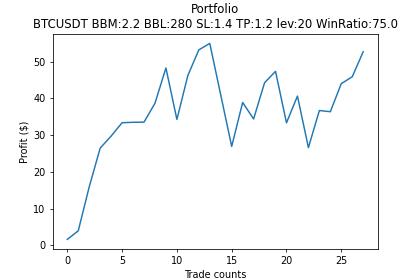 Portfolio
BTCUSDT BBM:2.2 BBL:280 SL:1.4 TP:1.2 lev:20 WinRatio:75.0
50
40
30
20
10
0
Profit ($)
0 5 10 15 20 25
Trade counts